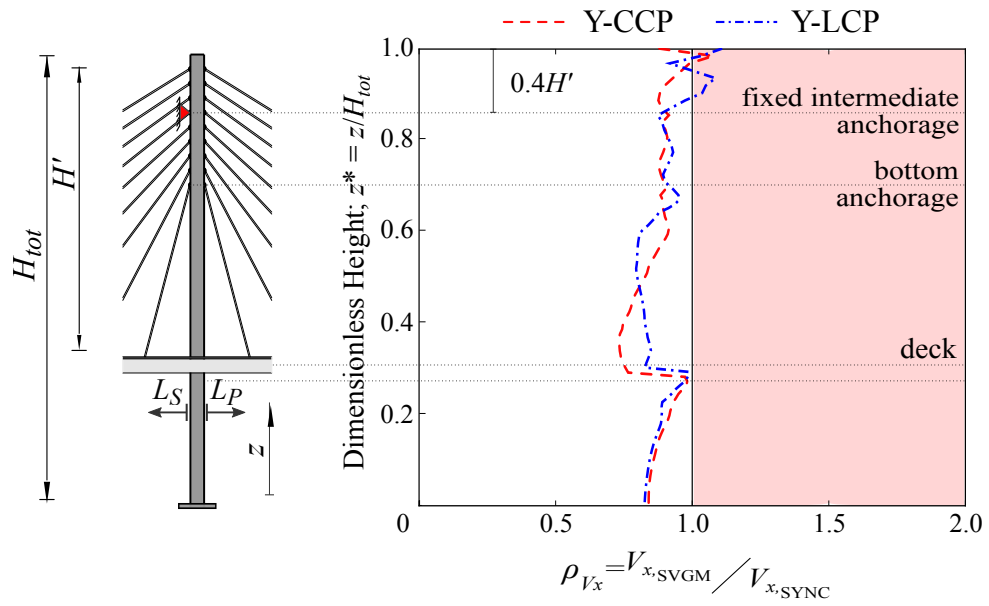 Y-CCP Y-LCP
H_tot
H'
L_S L_P
z
Dimensionless Height; z* = z/H_tot
1.0
0.8
0.6
0.4
0.2
0 0.5 1.0 1.5 2.0
0.4H'
fixed intermediate
anchorage
bottom
anchorage
deck
ρ_Vx=V_x,SVGM / V_x,SYNC